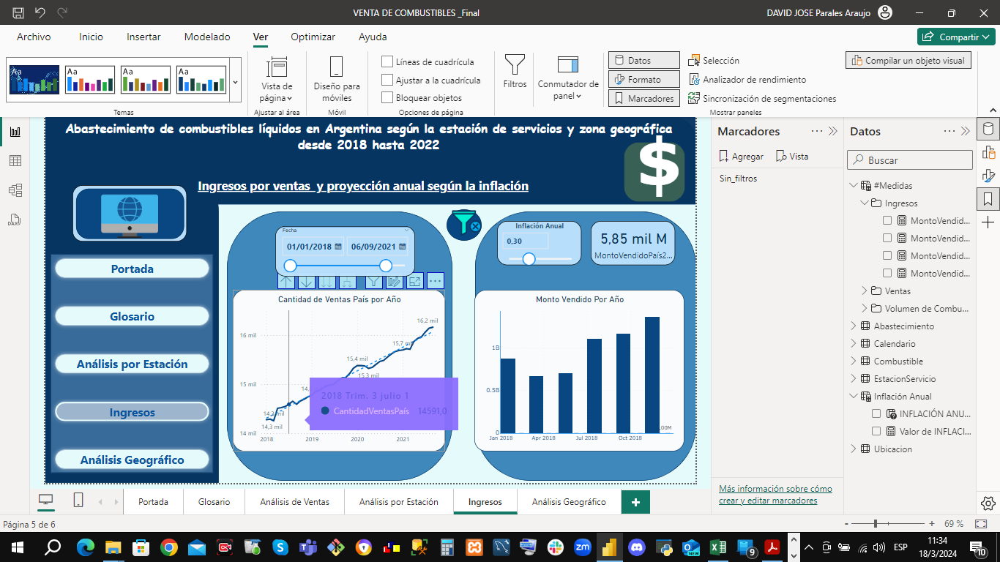 VENTA DE COMBUSTIBLES _Final
DAVID JOSE Parales Araujo
Archivo
Inicio
Insertar
Modelado
Ver
Optimizar
Ayuda
Compartir
Aa
Aa
Aa
Aa
Temas
Vista de
página
Ajustar al área
Diseño para
móviles
Móvil
Líneas de cuadrícula
Ajustar a la cuadrícula
Bloquear objetos
Opciones de página
Filtros
Conmutador de
panel
Datos
Formato
Marcadores
Selección
Analizador de rendimiento
Sincronización de segmentaciones
Mostrar paneles
Compilar un objeto visual
DAX
Abastecimiento de combustibles líquidos en Argentina según la estación de servicios y zona geográfica
desde 2018 hasta 2022
$
Ingresos por ventas y proyección anual según la inflación
Portada
Glosario
Análisis por Estación
Ingresos
Análisis Geográfico
Fecha
01/01/2018
06/09/2021
Inflación Anual
0,30
5,85 mil M
MontoVendidoPaís2...
Cantidad de Ventas País por Año
16,2 mil
16 mil
15,7 mil
15,4 mil
15,3 mil
15 mil
14,3 mil
14,3 mil
14 mil
2018
2019
2020
2021
2018 Trim. 3 julio 1
CantidadVentasPaís
14591,0
Monto Vendido Por Año
1B
0.5B
0
Jan 2018
Apr 2018
Jul 2018
Oct 2018
Marcadores
Agregar
Vista
Sin_filtros
Más información sobre cómo
crear y editar marcadores
Datos
Buscar
#Medidas
Ingresos
MontoVendid...
MontoVendid...
MontoVendid...
MontoVendid...
Ventas
Volumen de Combu...
Abastecimiento
Calendario
Combustible
EstacionServicio
Inflación Anual
INFLACIÓN ANU...
Valor de INFLACI...
Ubicacion
Portada
Glosario
Análisis de Ventas
Análisis por Estación
Ingresos
Análisis Geográfico
Página 5 de 6
69 %
ESP
11:34
18/3/2024
9
10